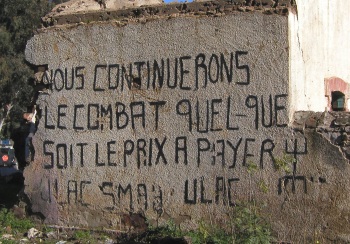 NOUS CONTINUERONS
LE COMBAT QUEL-QUE
SOIT LE PRIX A PAYER
ULAC SMAH ULAC